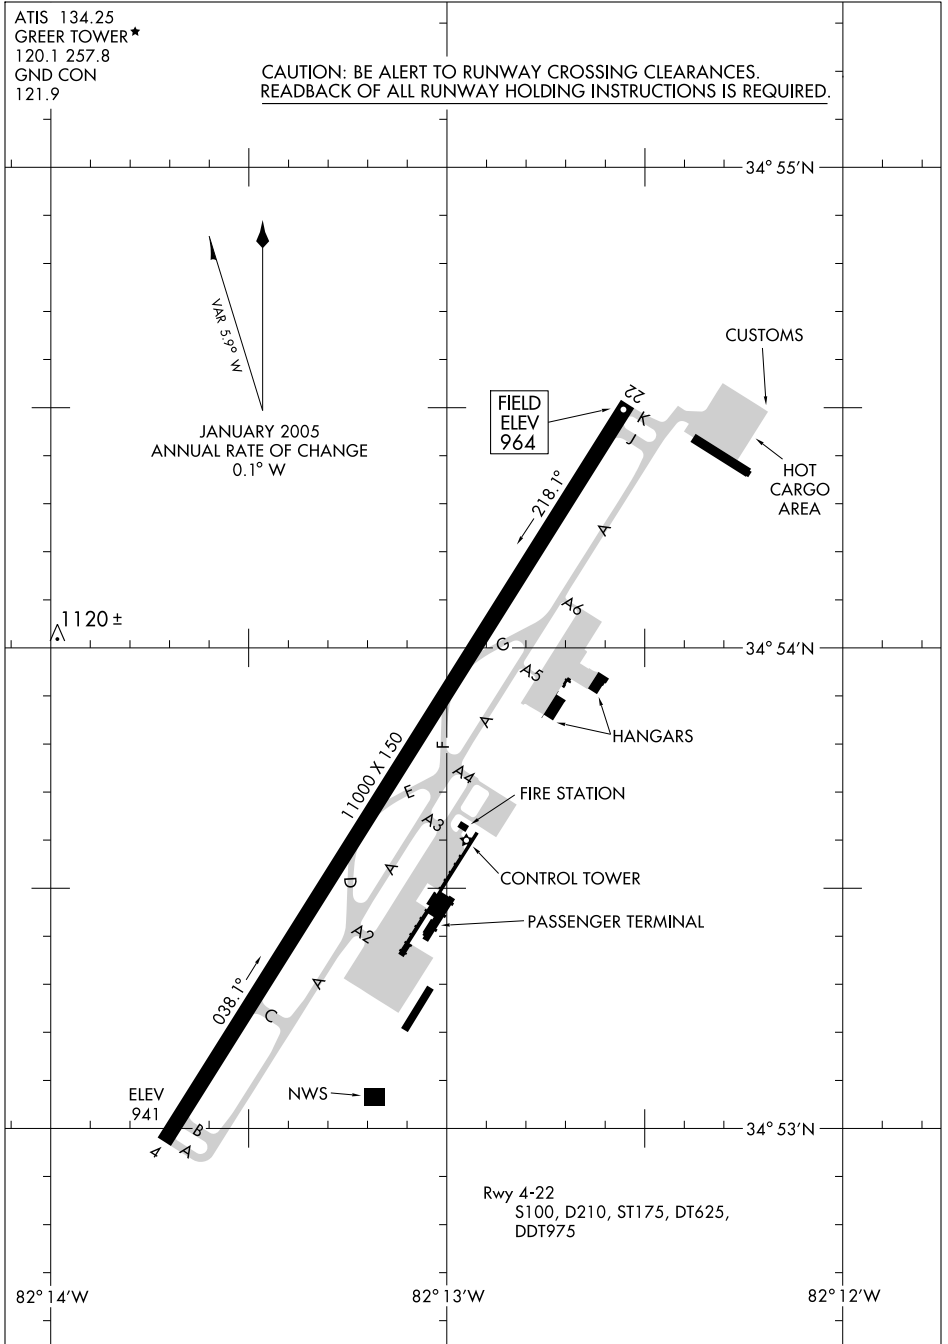 ATIS 134.25
GREER TOWER★
120.1 257.8
GND CON
121.9
CAUTION: BE ALERT TO RUNWAY CROSSING CLEARANCES.
READBACK OF ALL RUNWAY HOLDING INSTRUCTIONS IS REQUIRED.
34° 55'N
VAR 5.9° W
JANUARY 2005
ANNUAL RATE OF CHANGE
0.1° W
CUSTOMS
FIELD
ELEV
964
22
K
J
HOT
CARGO
AREA
218.1°
A
A6
1120 ±
G
34° 54'N
A5
A
HANGARS
F
11000 X 150
A4
E
FIRE STATION
A3
A
CONTROL TOWER
D
PASSENGER TERMINAL
A2
A
038.1°
C
NWS
ELEV
941
B
A
4
34° 53'N
Rwy 4-22
S100, D210, ST175, DT625,
DDT975
82° 14'W
82° 13'W
82° 12'W